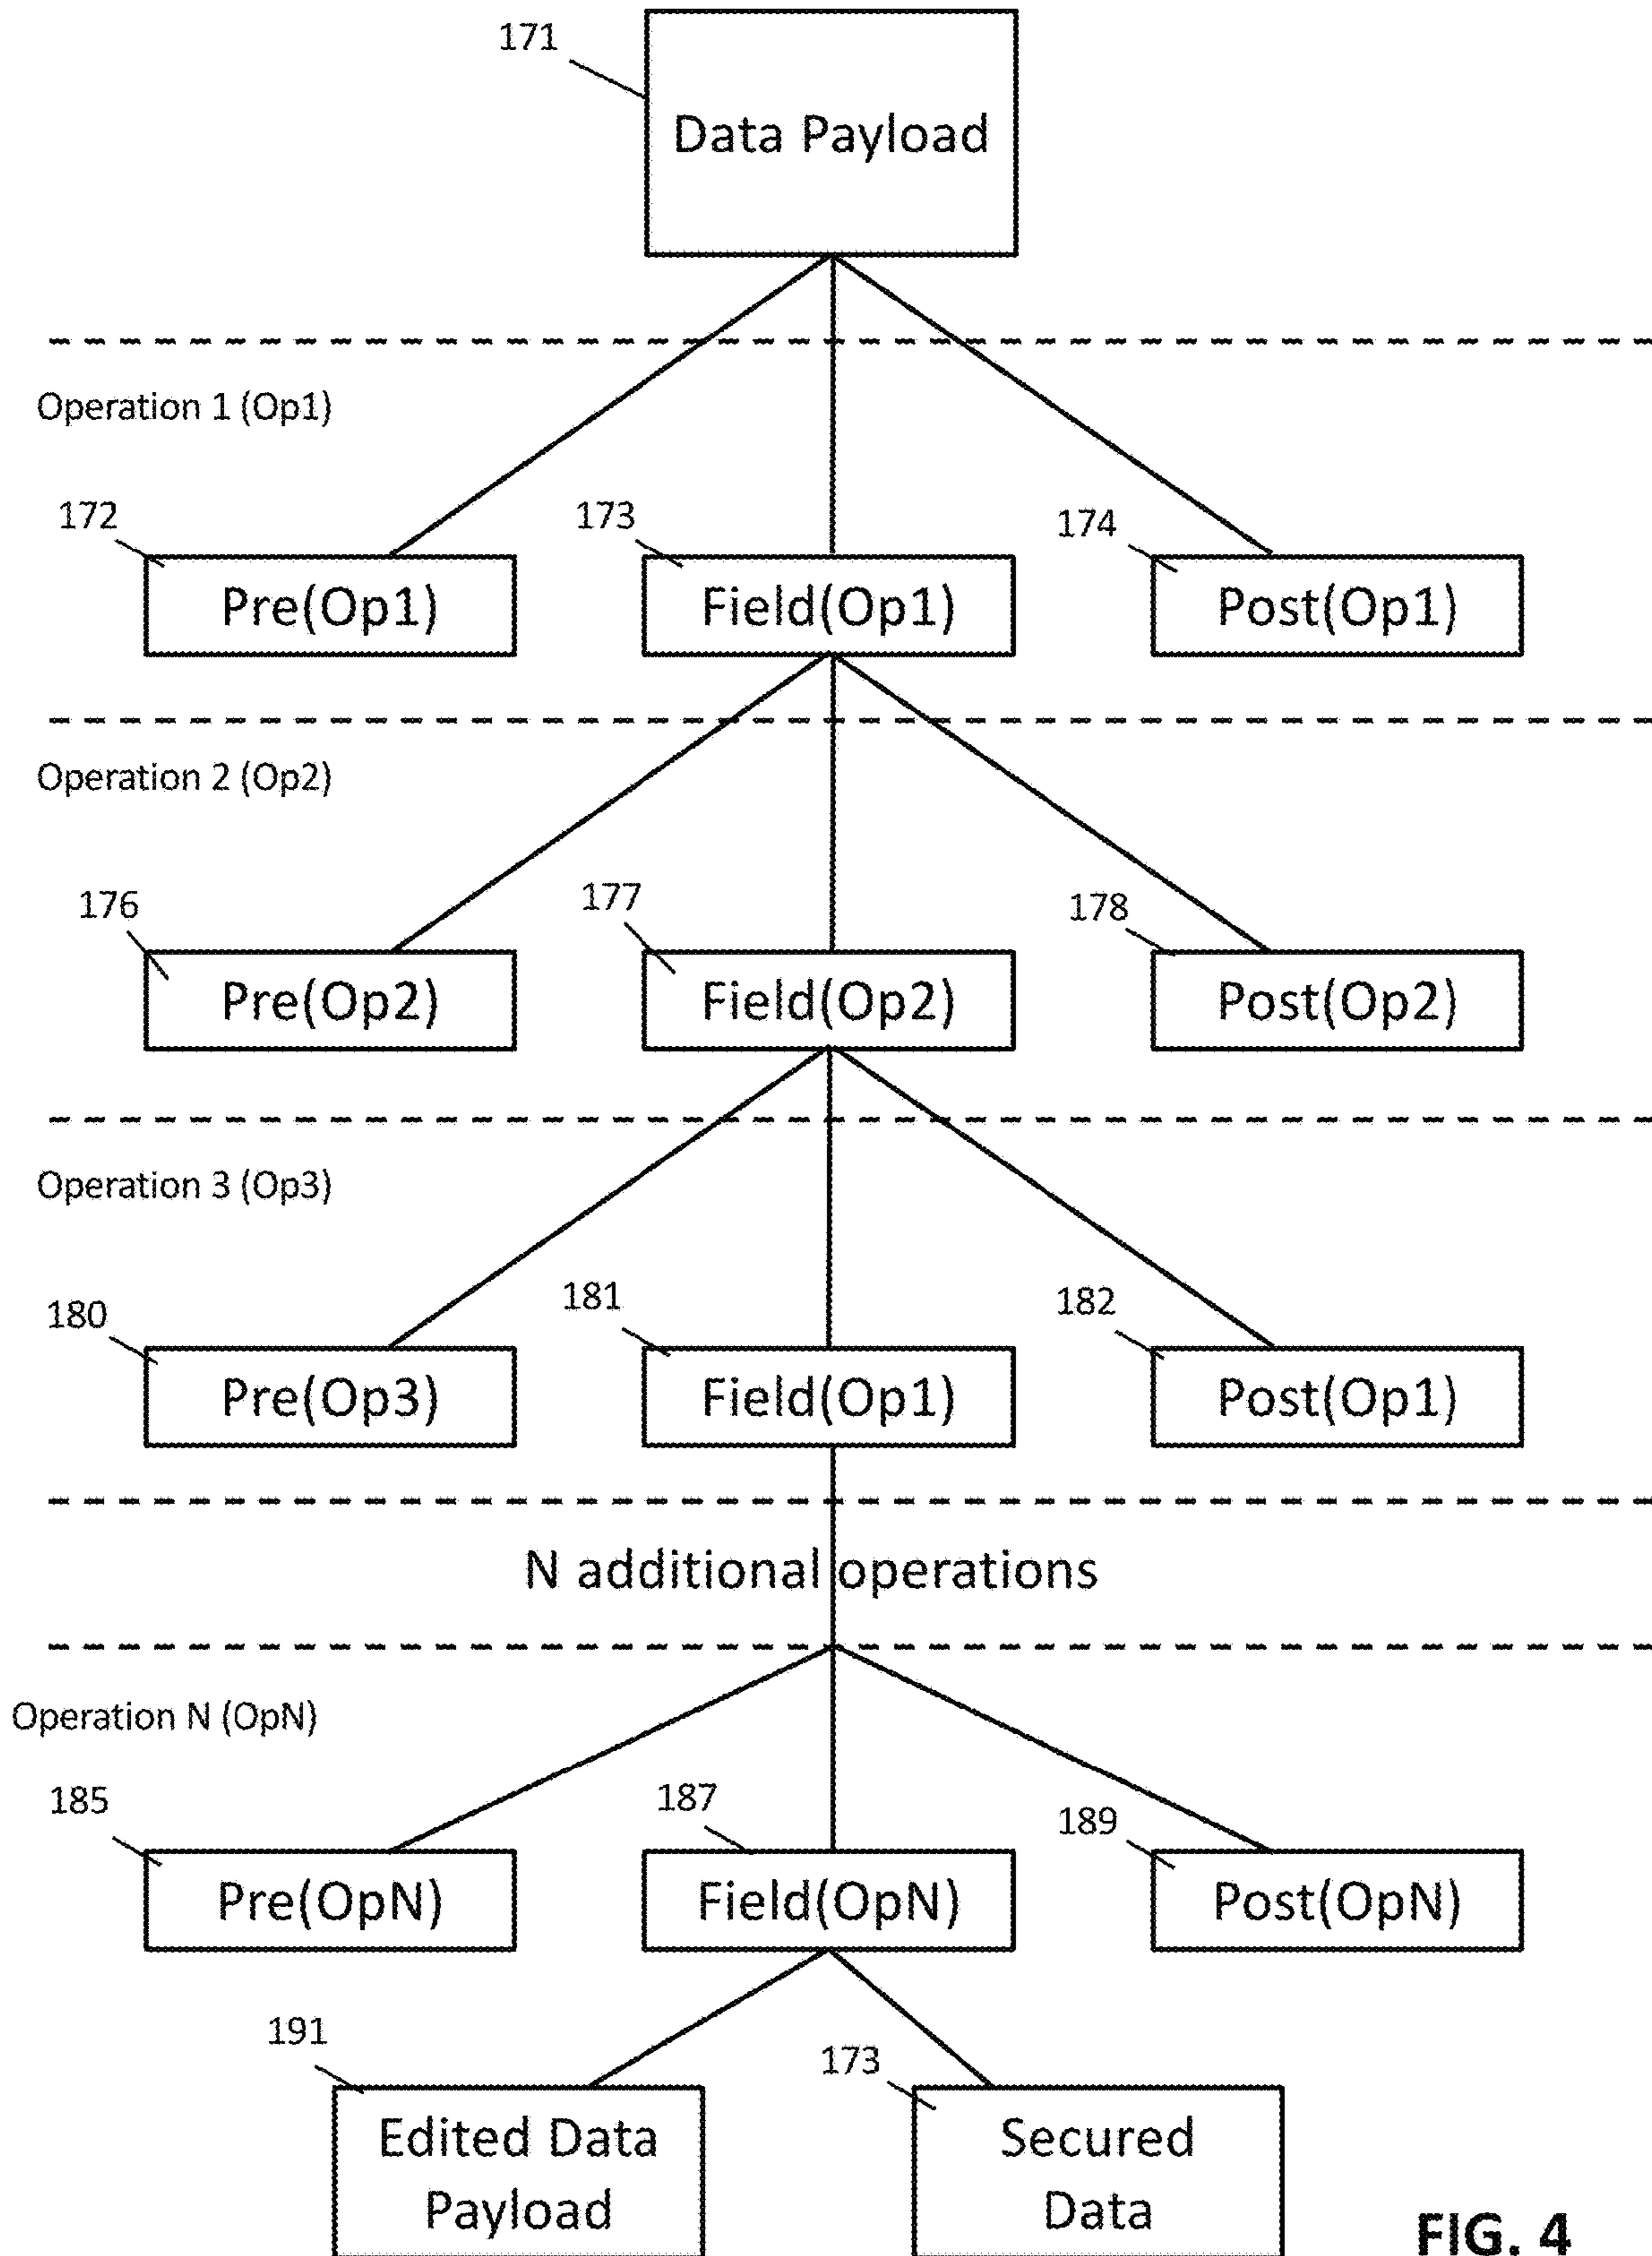 171
Data Payload
Operation 1 (Op1)
172
173
174
Pre(Op1)
Field(Op1)
Post(Op1)
Operation 2 (Op2)
176
177
178
Pre(Op2)
Field(Op2)
Post(Op2)
Operation 3 (Op3)
180
181
182
Pre(Op3)
Field(Op1)
Post(Op1)
N additional operations
Operation N (OpN)
185
187
189
Pre(OpN)
Field(OpN)
Post(OpN)
191
173
Edited Data
Payload
Secured
Data
FIG. 4